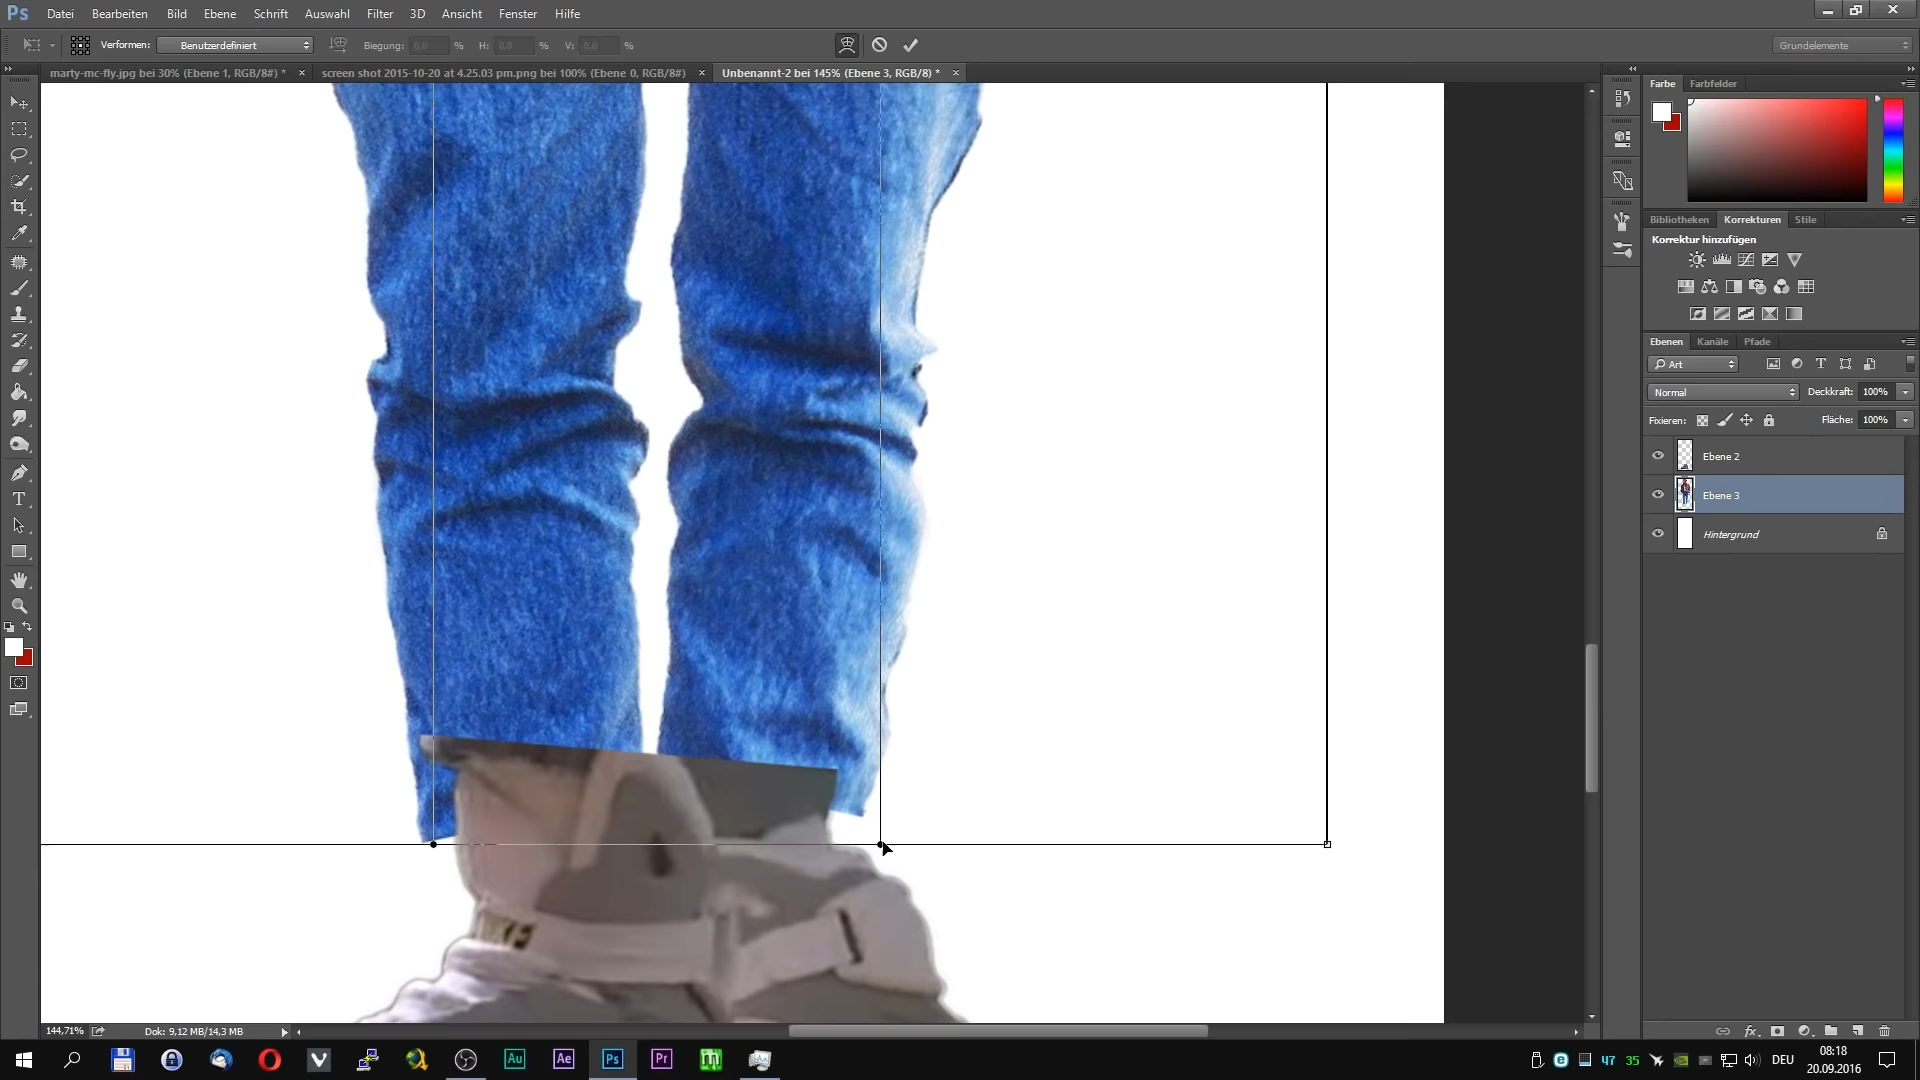 Ps Datei Bearbeiten Bild Ebene Schrift Auswahl Filter 3D Ansicht Fenster Hilfe
Verformen: Benutzerdefiniert Biegung: 0.0 % H: 0.0 % V: 0.0 % Grundelemente
marty-mc-fly.jpg bei 30% (Ebene 1, RGB/8#) * × screen shot 2015-10-20 at 4.25.03 pm.png bei 100% (Ebene 0, RGB/8#) × Unbenannt-2 bei 145% (Ebene 3, RGB/8) * ×
Farbe Farbfelder
Bibliotheken Korrekturen Stile
Korrektur hinzufügen
Ebenen Kanäle Pfade
Art
Normal Deckkraft: 100%
Fixieren: Fläche: 100%
Ebene 2
Ebene 3
Hintergrund
144,71% Dok: 9,12 MB/14,3 MB
Au Ae Ps Pr
47 35 DEU
08:18
20.09.2016